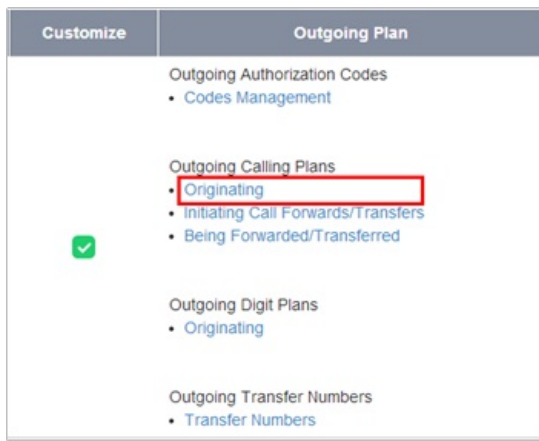 Customize Outgoing Plan
Outgoing Authorization Codes
• Codes Management
Outgoing Calling Plans
• Originating
• Initiating Call Forwards/Transfers
• Being Forwarded/Transferred
Outgoing Digit Plans
• Originating
Outgoing Transfer Numbers
• Transfer Numbers